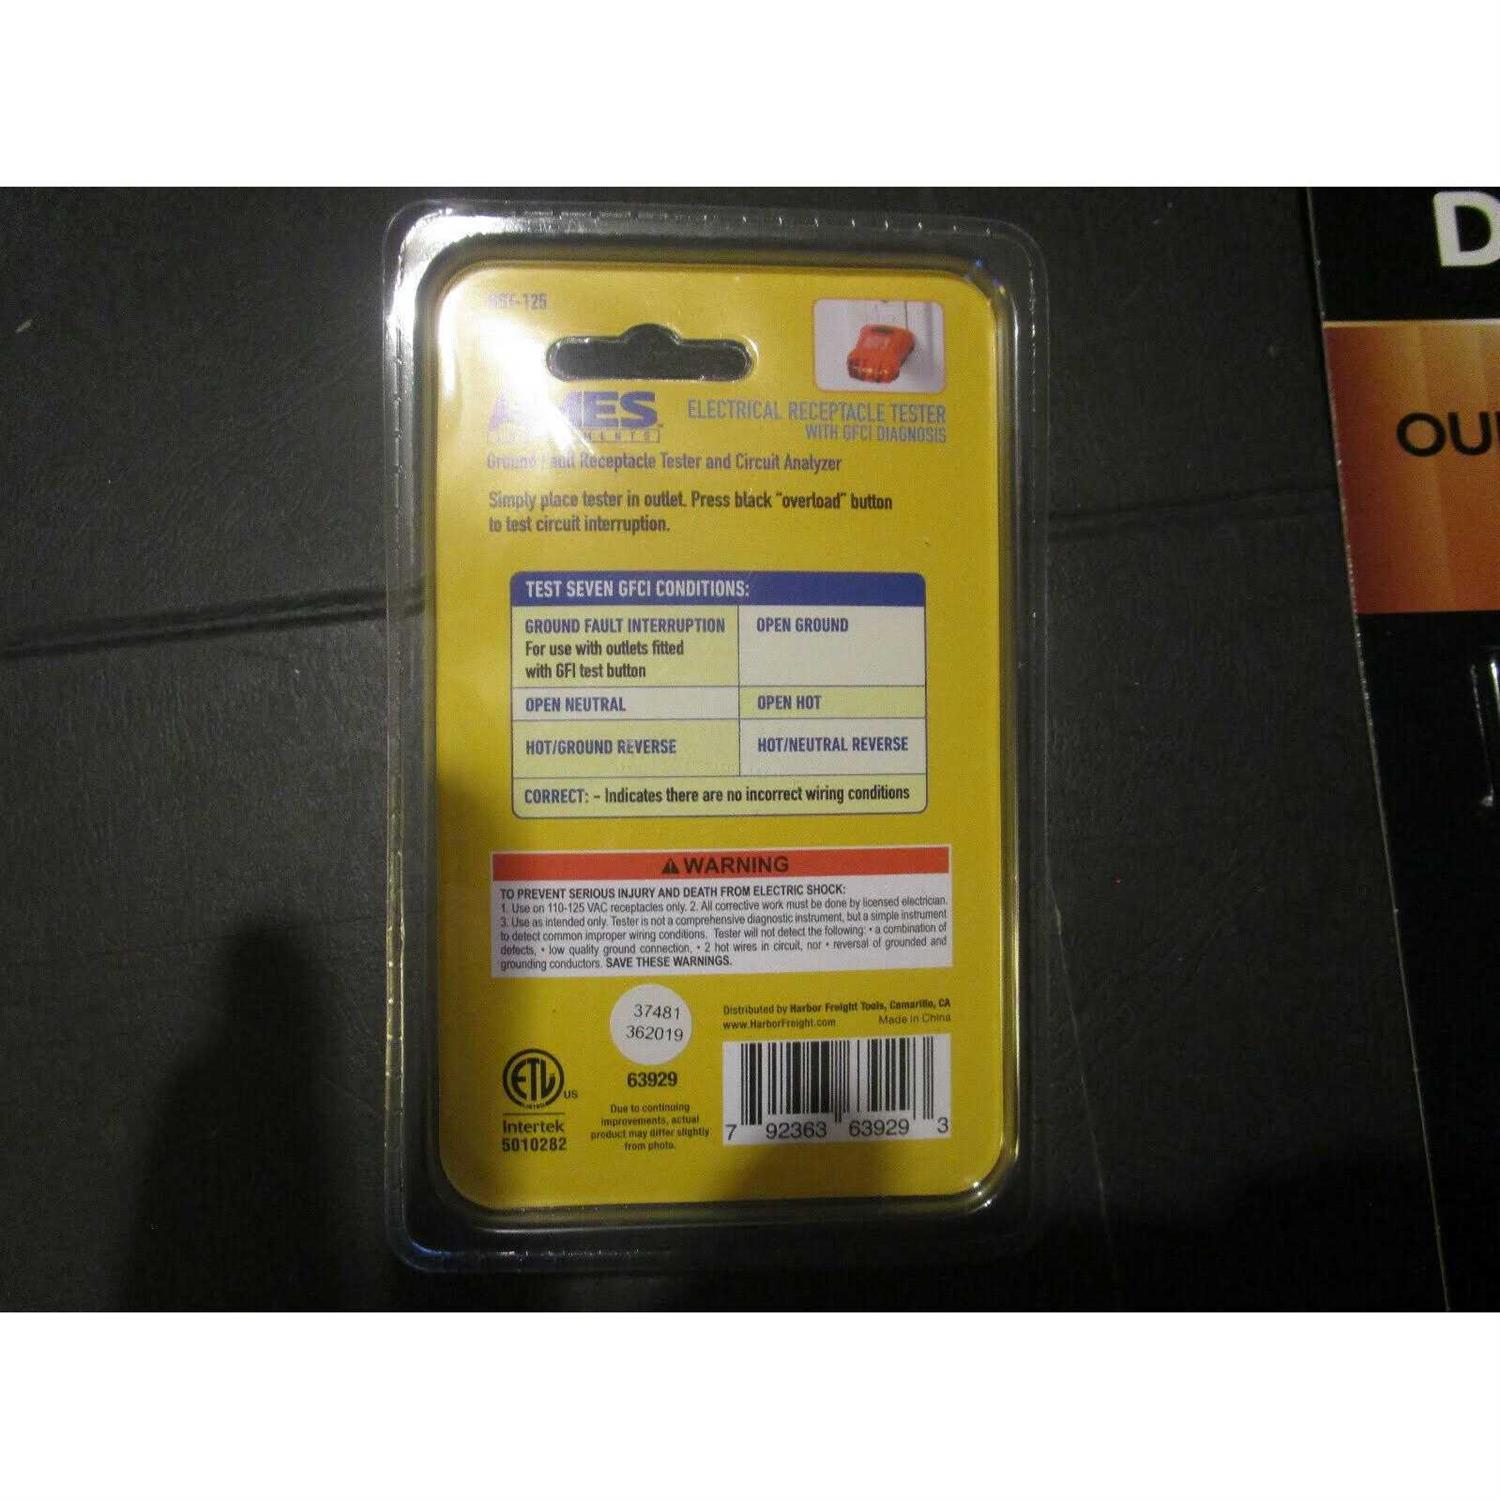 -125
AMES
ELECTRICAL RECEPTACLE TESTER
WITH GFCI DIAGNOSIS
Ground Fault Receptacle Tester and Circuit Analyzer
Simply place tester in outlet. Press black "overload" button
to test circuit interruption.
TEST SEVEN GFCI CONDITIONS:
GROUND FAULT INTERRUPTION
For use with outlets fitted
with GFI test button
OPEN GROUND
OPEN NEUTRAL
OPEN HOT
HOT/GROUND REVERSE
HOT/NEUTRAL REVERSE
CORRECT: – Indicates there are no incorrect wiring conditions
⚠ WARNING
TO PREVENT SERIOUS INJURY AND DEATH FROM ELECTRIC SHOCK:
1. Use on 110-125 VAC receptacles only. 2. All corrective work must be done by licensed electrician.
3. Use as intended only. Tester is not a comprehensive diagnostic instrument, but a simple instrument
to detect common improper wiring conditions. Tester will not detect the following: • a combination of
defects, • low quality ground connection, • 2 hot wires in circuit, nor • reversal of grounded and
grounding conductors. SAVE THESE WARNINGS.
37481
362019
63929
Due to continuing
improvements, actual
product may differ slightly
from photo.
ETL
LISTED
US
Intertek
5010282
Distributed by Harbor Freight Tools, Camarillo, CA
www.HarborFreight.com Made in China
7 92363 63929 3
D
OU